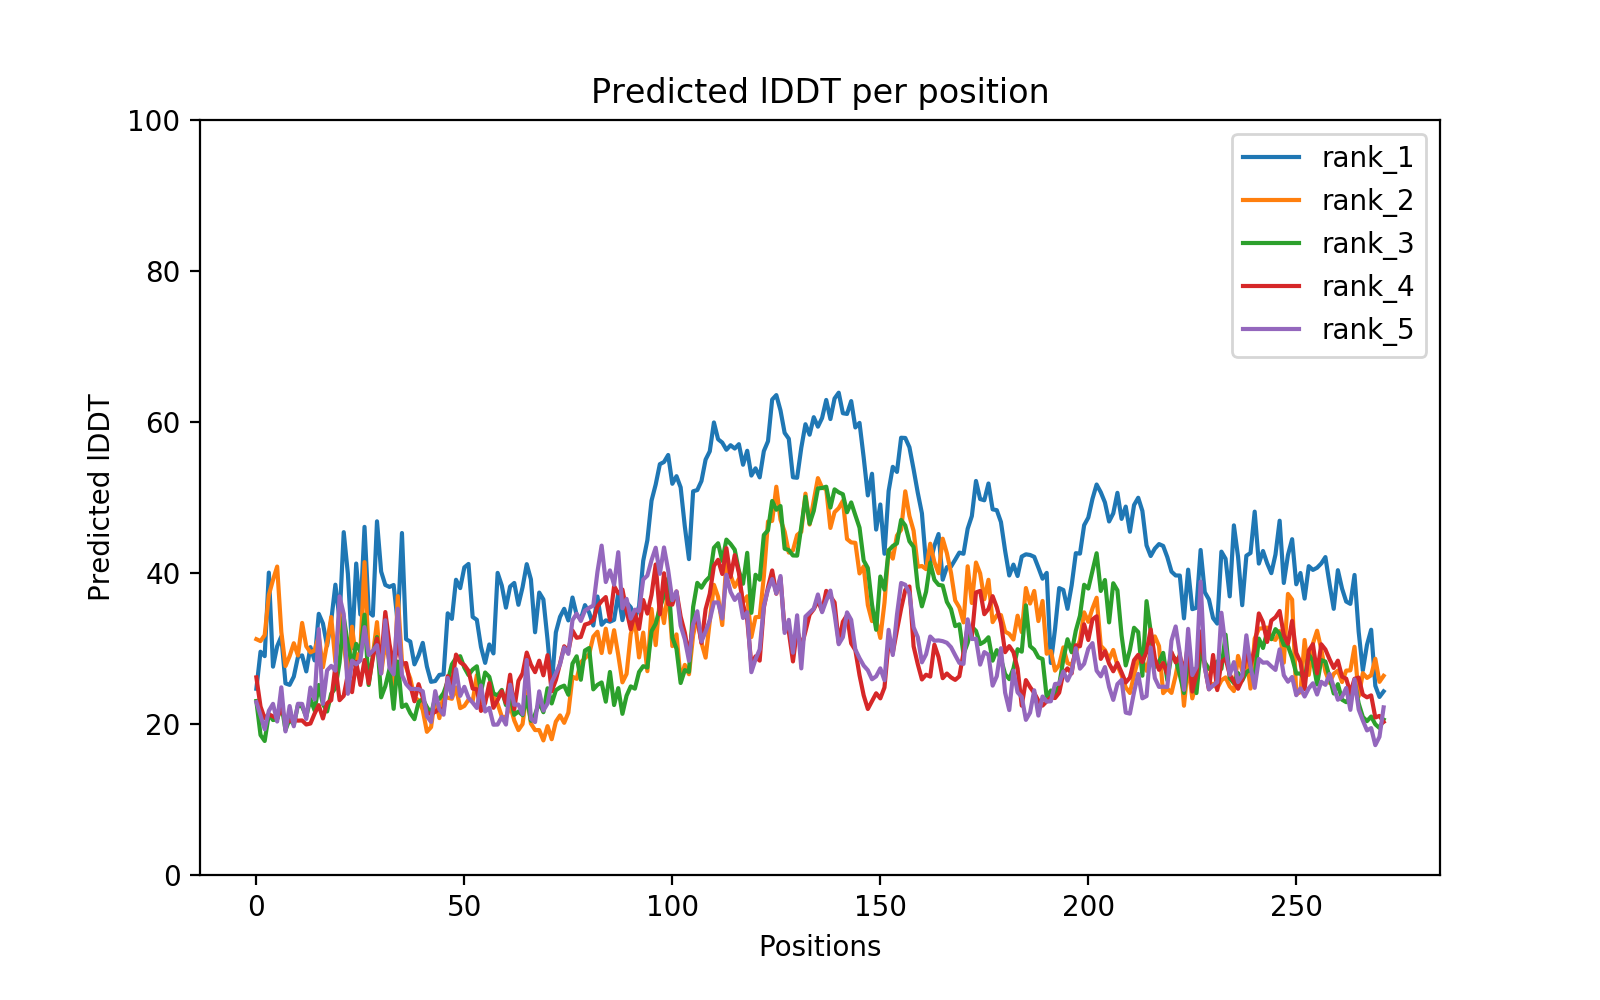 Predicted lDDT per position
100
80
60
40
20
0
Predicted lDDT
0 50 100 150 200 250
Positions
rank_1
rank_2
rank_3
rank_4
rank_5